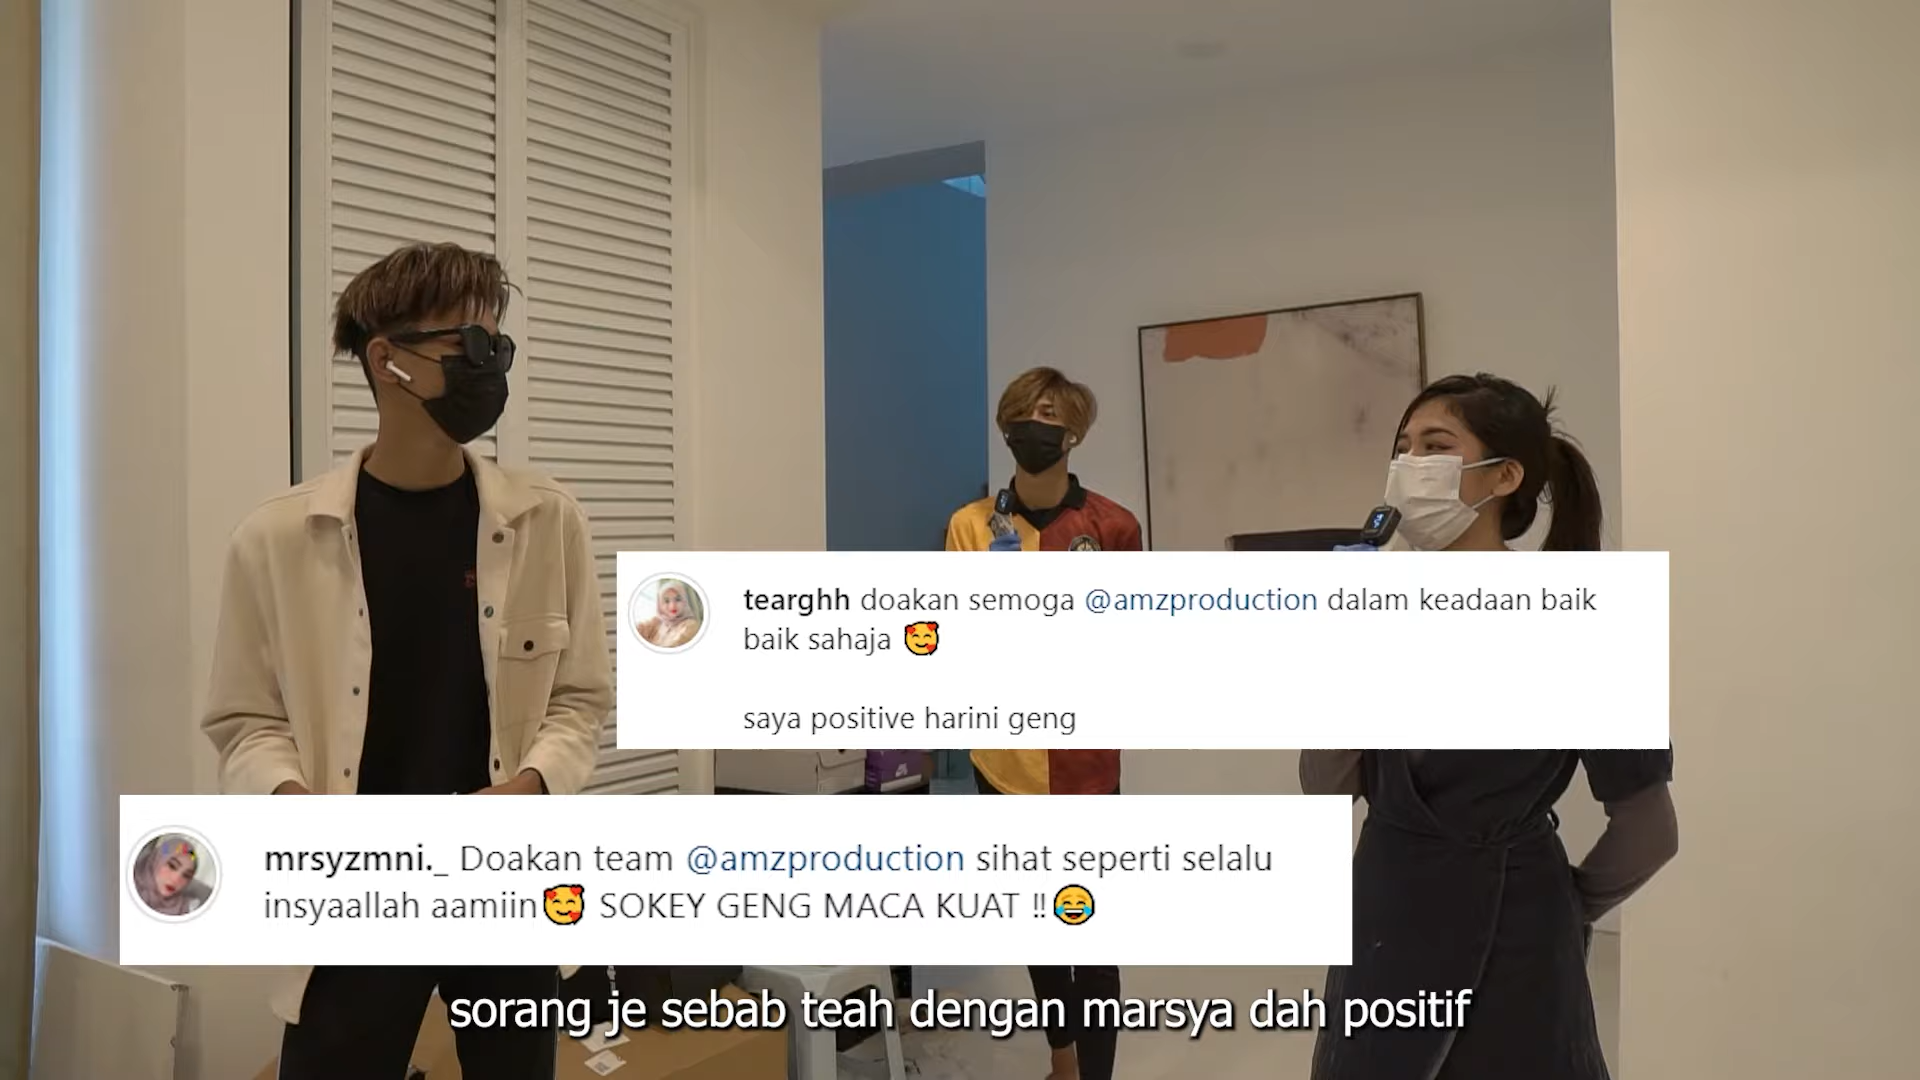 tearghh doakan semoga @amzproduction dalam keadaan baik
baik sahaja 🥰
saya positive harini geng
mrsyzmni._ Doakan team @amzproduction sihat seperti selalu
insyaallah aamiin🥰 SOKEY GENG MACA KUAT !!😂
sorang je sebab teah dengan marsya dah positif